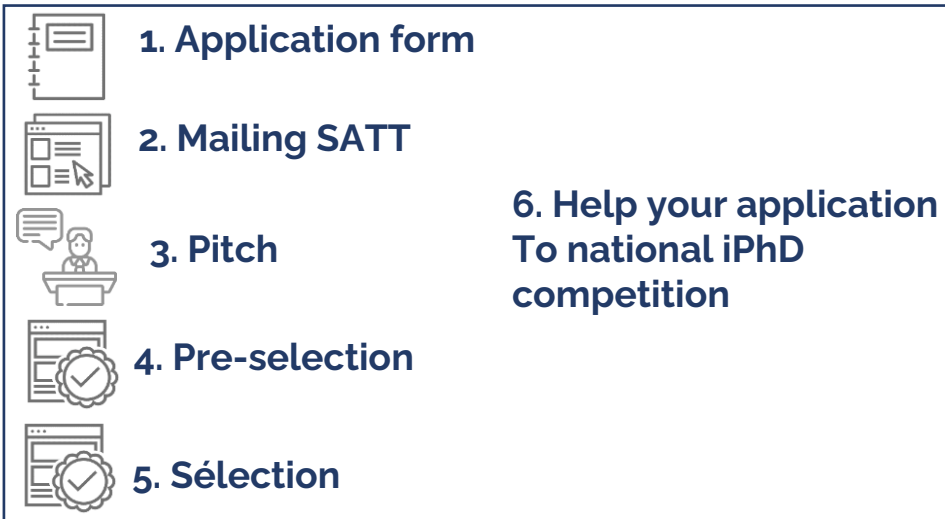 1. Application form
2. Mailing SATT
3. Pitch
4. Pre-selection
5. Sélection
6. Help your application
To national iPhD
competition